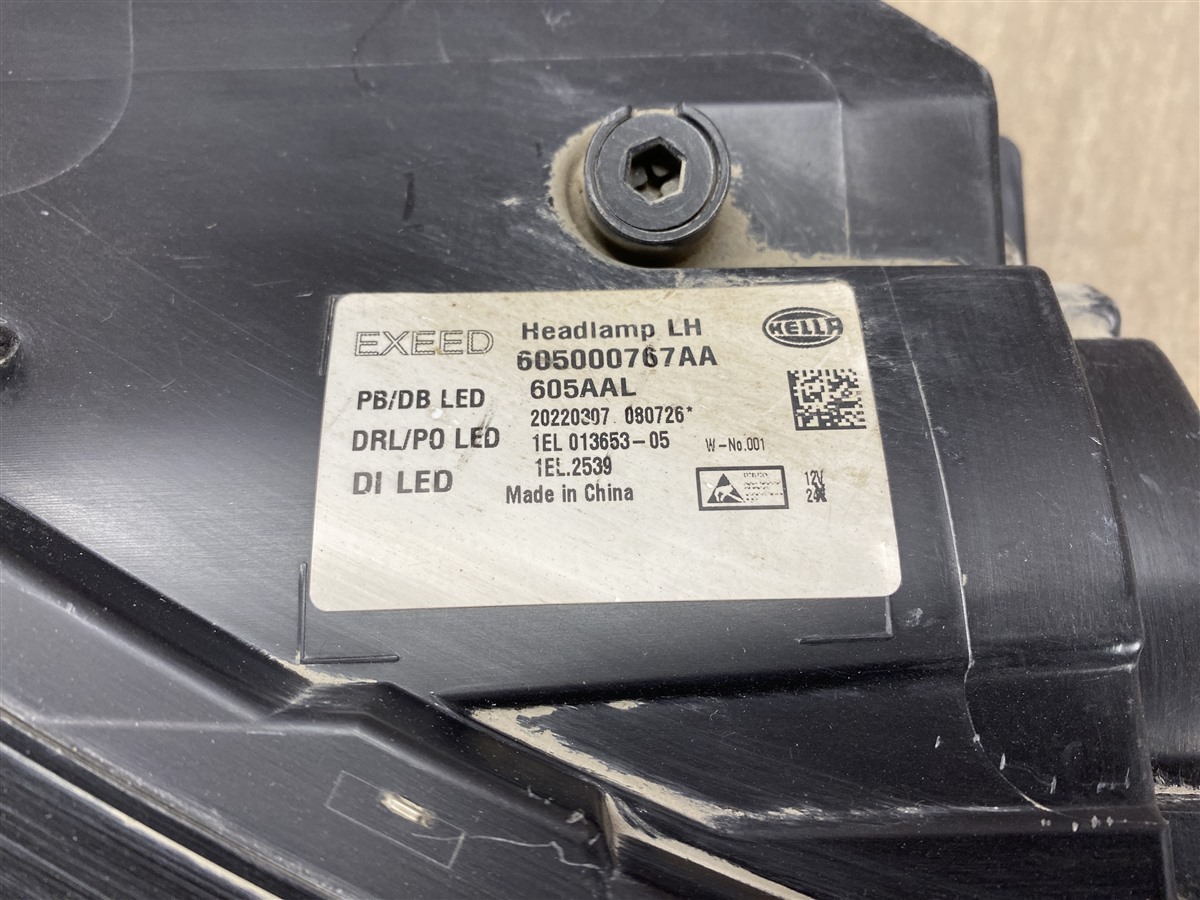 EXEED
Headlamp LH
HELLA
605000767AA
PB/DB LED
605AAL
20220307 080726*
DRL/PO LED
1EL 013653-05
W-No.001
1EL.2539
DI LED
Made in China
12V